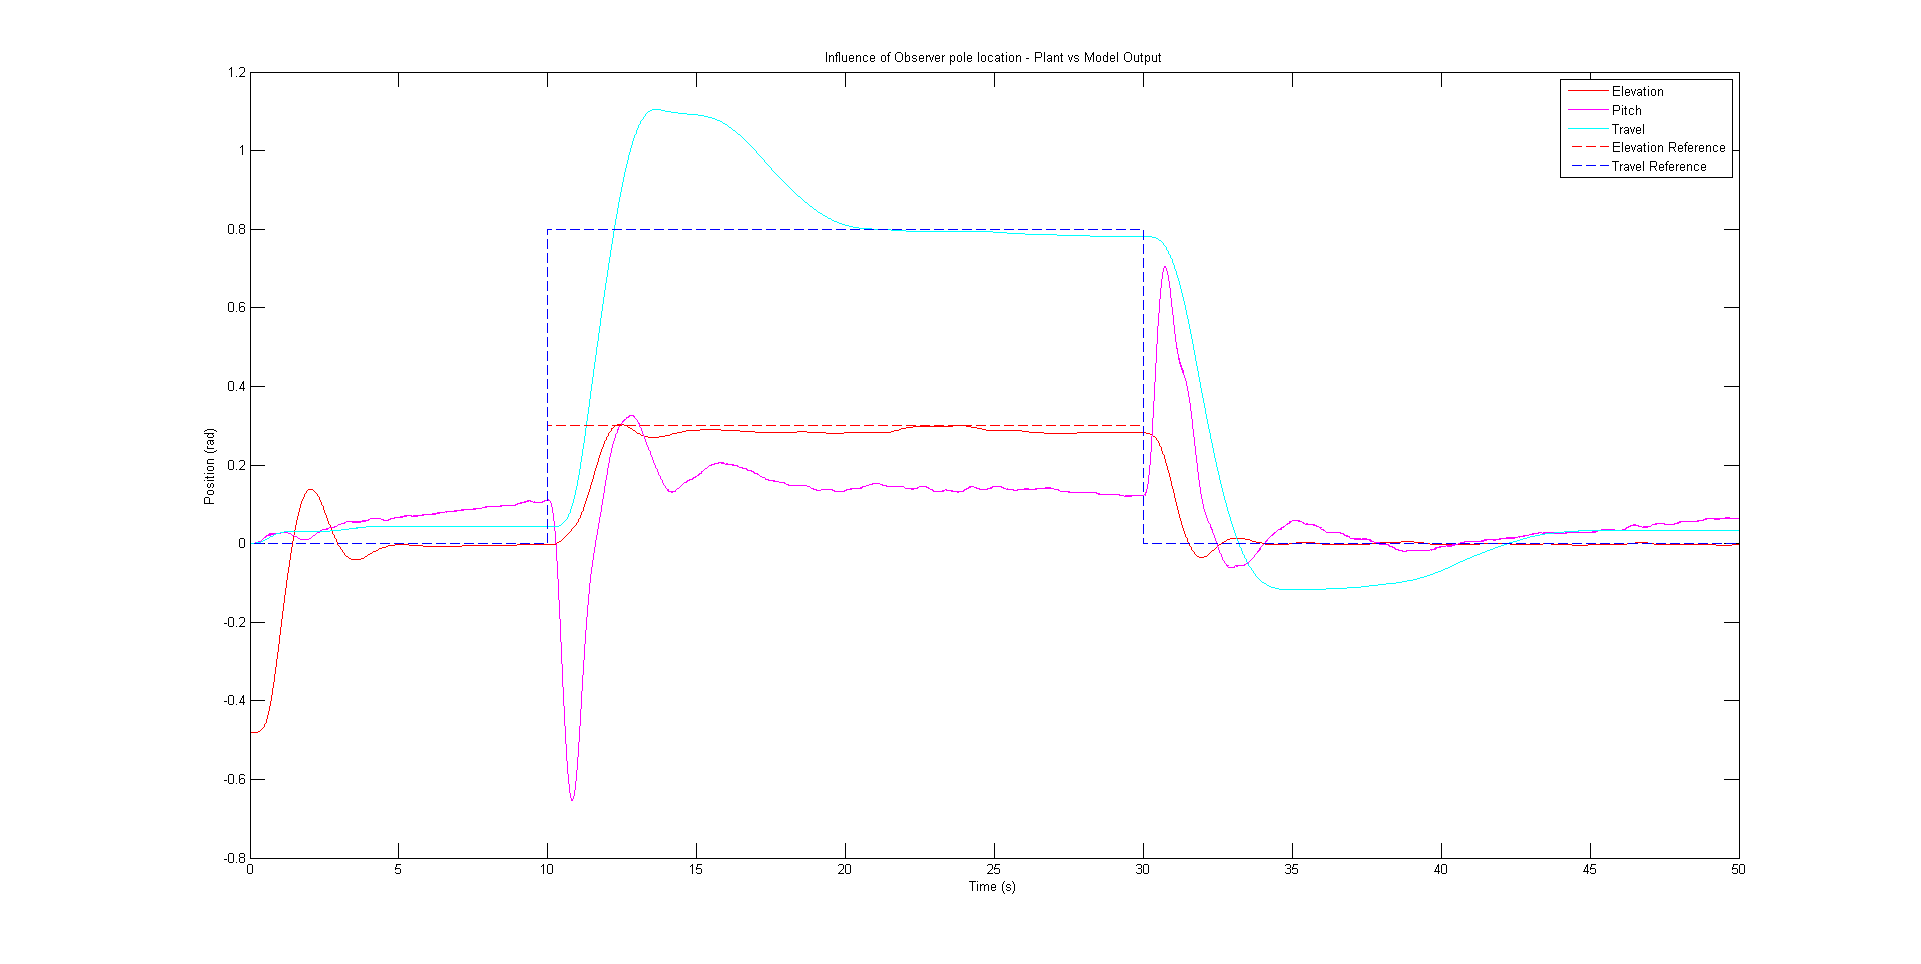 Influence of Observer pole location - Plant vs Model Output
1.2
1
0.8
0.6
0.4
0.2
0
-0.2
-0.4
-0.6
-0.8
Position (rad)
Elevation
Pitch
Travel
Elevation Reference
Travel Reference
0 5 10 15 20 25 30 35 40 45 50
Time (s)